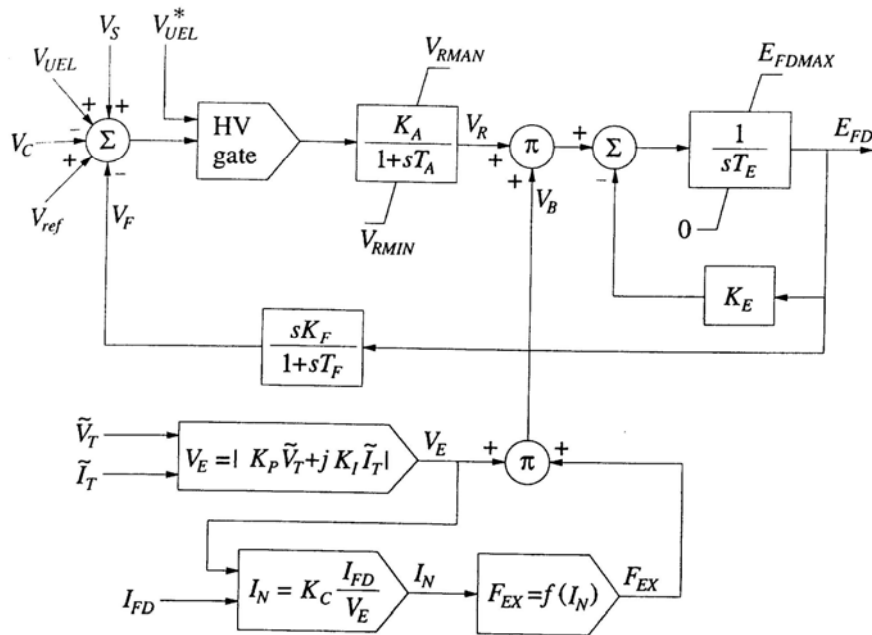 V_S
V*_UEL
V_UEL
V_C
V_ref
V_F
+
+
-
+
-
Σ
HV
gate
V_RMAN
K_A
1+sT_A
V_RMIN
V_R
+
π
+
V_B
+
Σ
-
E_FDMAX
1
sT_E
0
E_FD
K_E
sK_F
1+sT_F
Ṽ_T
Ĩ_T
V_E=| K_P Ṽ_T+j K_I Ĩ_T|
V_E
+
π
+
I_FD
I_N = K_C I_FD
V_E
I_N
F_EX=f(I_N)
F_EX